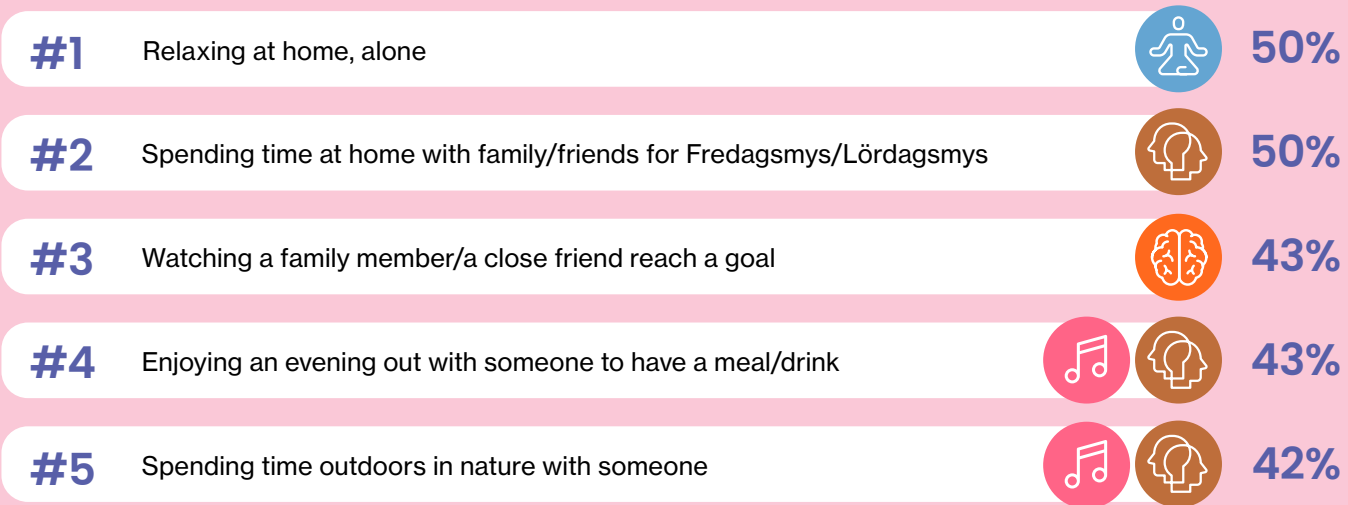 #1 Relaxing at home, alone 50%
#2 Spending time at home with family/friends for Fredagsmys/Lördagsmys 50%
#3 Watching a family member/a close friend reach a goal 43%
#4 Enjoying an evening out with someone to have a meal/drink 43%
#5 Spending time outdoors in nature with someone 42%